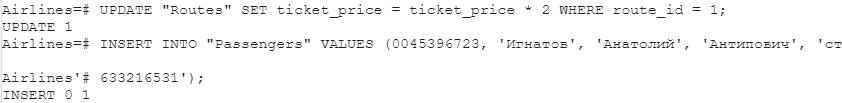 Airlines=# UPDATE "Routes" SET ticket_price = ticket_price * 2 WHERE route_id = 1;
UPDATE 1
Airlines=# INSERT INTO "Passengers" VALUES (0045396723, 'Игнатов', 'Анатолий', 'Антипович', 'ст
Airlines'# 633216531');
INSERT 0 1